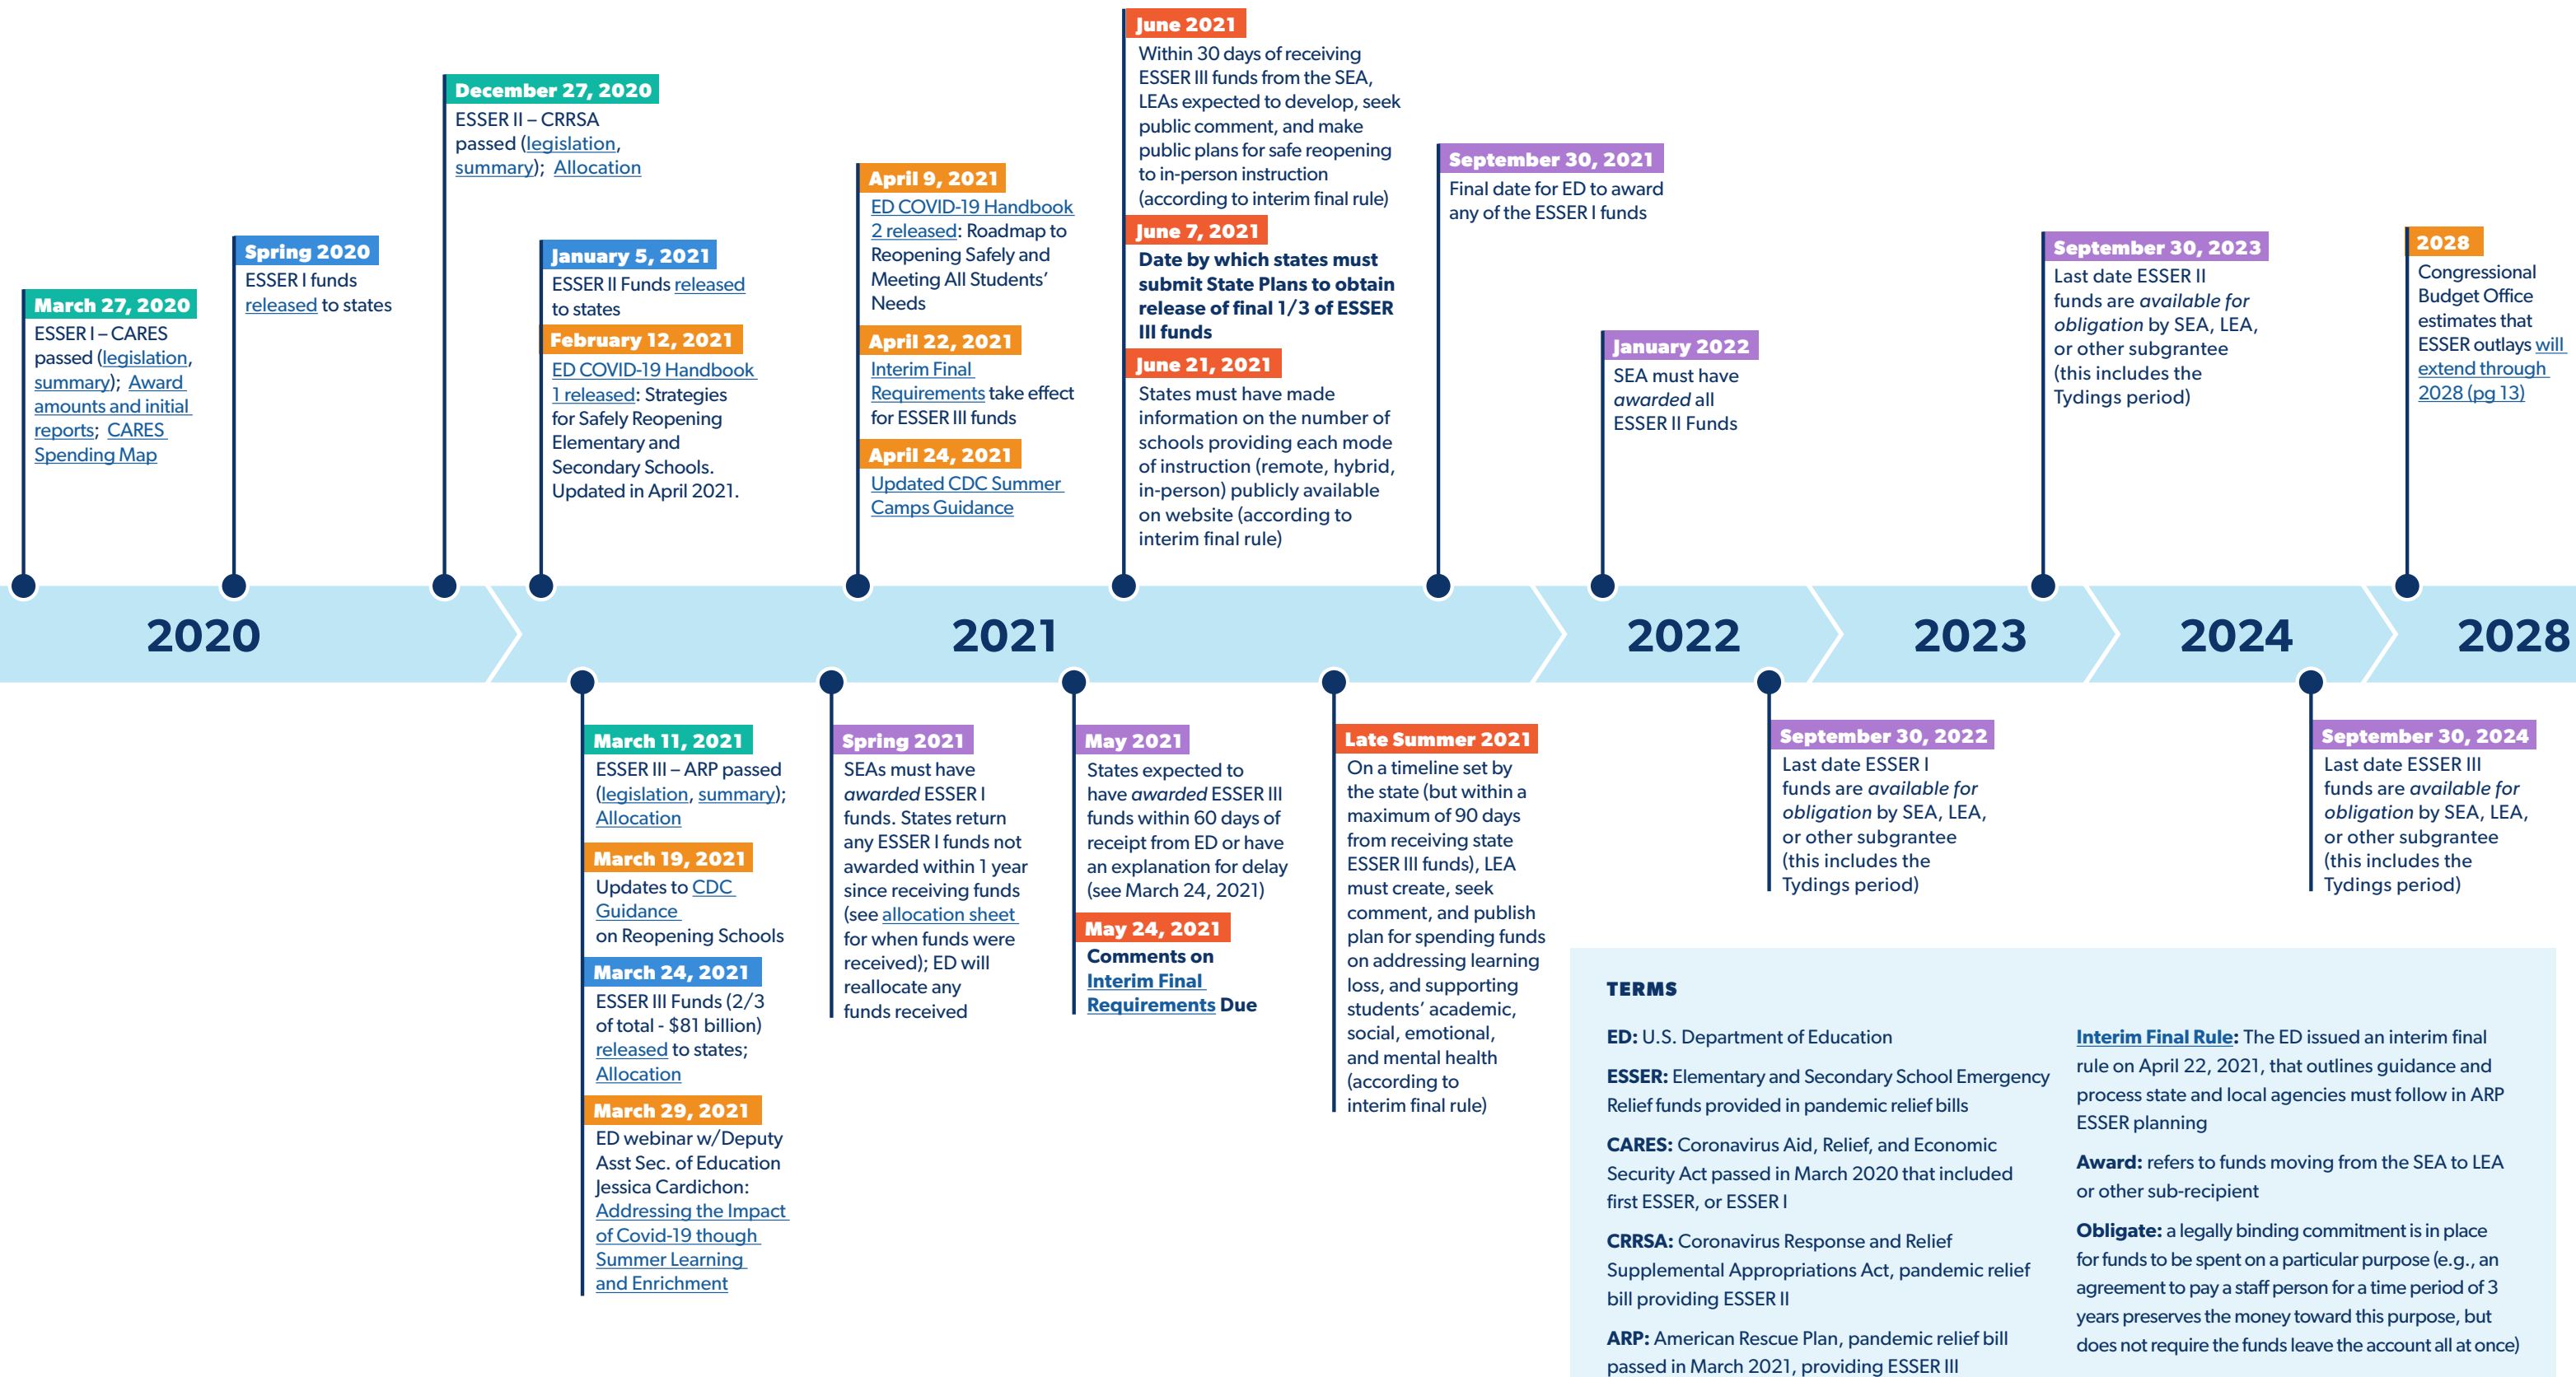 March 27, 2020
ESSER I – CARES
passed (legislation,
summary); Award
amounts and initial
reports; CARES
Spending Map
Spring 2020
ESSER I funds
released to states
December 27, 2020
ESSER II – CRRSA
passed (legislation,
summary); Allocation
January 5, 2021
ESSER II Funds released
to states
February 12, 2021
ED COVID-19 Handbook
1 released: Strategies
for Safely Reopening
Elementary and
Secondary Schools.
Updated in April 2021.
April 9, 2021
ED COVID-19 Handbook
2 released: Roadmap to
Reopening Safely and
Meeting All Students’
Needs
April 22, 2021
Interim Final
Requirements take effect
for ESSER III funds
April 24, 2021
Updated CDC Summer
Camps Guidance
June 2021
Within 30 days of receiving
ESSER III funds from the SEA,
LEAs expected to develop, seek
public comment, and make
public plans for safe reopening
to in-person instruction
(according to interim final rule)
June 7, 2021
Date by which states must
submit State Plans to obtain
release of final 1/3 of ESSER
III funds
June 21, 2021
States must have made
information on the number of
schools providing each mode
of instruction (remote, hybrid,
in-person) publicly available
on website (according to
interim final rule)
September 30, 2021
Final date for ED to award
any of the ESSER I funds
January 2022
SEA must have
awarded all
ESSER II Funds
September 30, 2023
Last date ESSER II
funds are available for
obligation by SEA, LEA,
or other subgrantee
(this includes the
Tydings period)
2028
Congressional
Budget Office
estimates that
ESSER outlays will
extend through
2028 (pg 13)
2020
2021
2022
2023
2024
2028
March 11, 2021
ESSER III – ARP passed
(legislation, summary);
Allocation
March 19, 2021
Updates to CDC
Guidance
on Reopening Schools
March 24, 2021
ESSER III Funds (2/3
of total - $81 billion)
released to states;
Allocation
March 29, 2021
ED webinar w/Deputy
Asst Sec. of Education
Jessica Cardichon:
Addressing the Impact
of Covid-19 though
Summer Learning
and Enrichment
Spring 2021
SEAs must have
awarded ESSER I
funds. States return
any ESSER I funds not
awarded within 1 year
since receiving funds
(see allocation sheet
for when funds were
received); ED will
reallocate any
funds received
May 2021
States expected to
have awarded ESSER III
funds within 60 days of
receipt from ED or have
an explanation for delay
(see March 24, 2021)
May 24, 2021
Comments on
Interim Final
Requirements Due
Late Summer 2021
On a timeline set by
the state (but within a
maximum of 90 days
from receiving state
ESSER III funds), LEA
must create, seek
comment, and publish
plan for spending funds
on addressing learning
loss, and supporting
students’ academic,
social, emotional,
and mental health
(according to
interim final rule)
September 30, 2022
Last date ESSER I
funds are available for
obligation by SEA, LEA,
or other subgrantee
(this includes the
Tydings period)
September 30, 2024
Last date ESSER III
funds are available for
obligation by SEA, LEA,
or other subgrantee
(this includes the
Tydings period)
TERMS
ED: U.S. Department of Education
ESSER: Elementary and Secondary School Emergency
Relief funds provided in pandemic relief bills
CARES: Coronavirus Aid, Relief, and Economic
Security Act passed in March 2020 that included
first ESSER, or ESSER I
CRRSA: Coronavirus Response and Relief
Supplemental Appropriations Act, pandemic relief
bill providing ESSER II
ARP: American Rescue Plan, pandemic relief bill
passed in March 2021, providing ESSER III
Interim Final Rule: The ED issued an interim final
rule on April 22, 2021, that outlines guidance and
process state and local agencies must follow in ARP
ESSER planning
Award: refers to funds moving from the SEA to LEA
or other sub-recipient
Obligate: a legally binding commitment is in place
for funds to be spent on a particular purpose (e.g., an
agreement to pay a staff person for a time period of 3
years preserves the money toward this purpose, but
does not require the funds leave the account all at once)